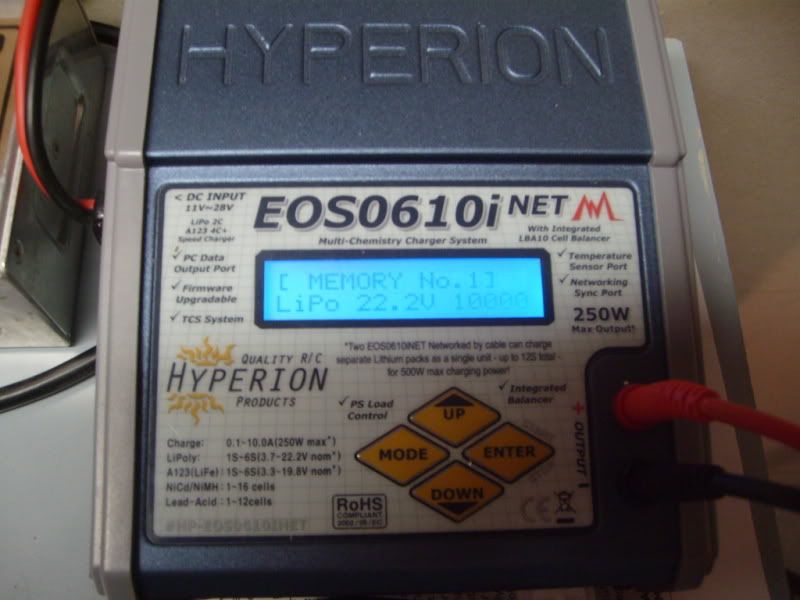 HYPERION
< DC INPUT
11V~28V
LiPo 2C
A123 4C+
Speed Charger
✓ PC Data
Output Port
✓ Firmware
Upgradable
✓ TCS System
EOS0610i NET
Multi-Chemistry Charger System
With Integrated
LBA10 Cell Balancer
✓ Temperature
Sensor Port
✓ Networking
Sync Port
250W
Max Output*
[ MEMORY No.1]
LiPo 22.2V 10000
*Two EOS0610iNET Networked by cable can charge
separate Lithium packs as a single unit - up to 12S total -
for 500W max charging power!
QUALITY R/C
HYPERION
PRODUCTS
✓ PS Load
Control
✓ Integrated
Balancer
UP
MODE
ENTER
DOWN
START
+ OUTPUT -
Charge: 0.1~10.0A(250W max*)
LiPoly: 1S~6S(3.7~22.2V nom*)
A123(LiFe): 1S~6S(3.3~19.8V nom*)
NiCd/NiMH: 1~16 cells
Lead-Acid: 1~12cells
#HP-EOS0610INET
RoHS
COMPLIANT
2002/95/EC
CE